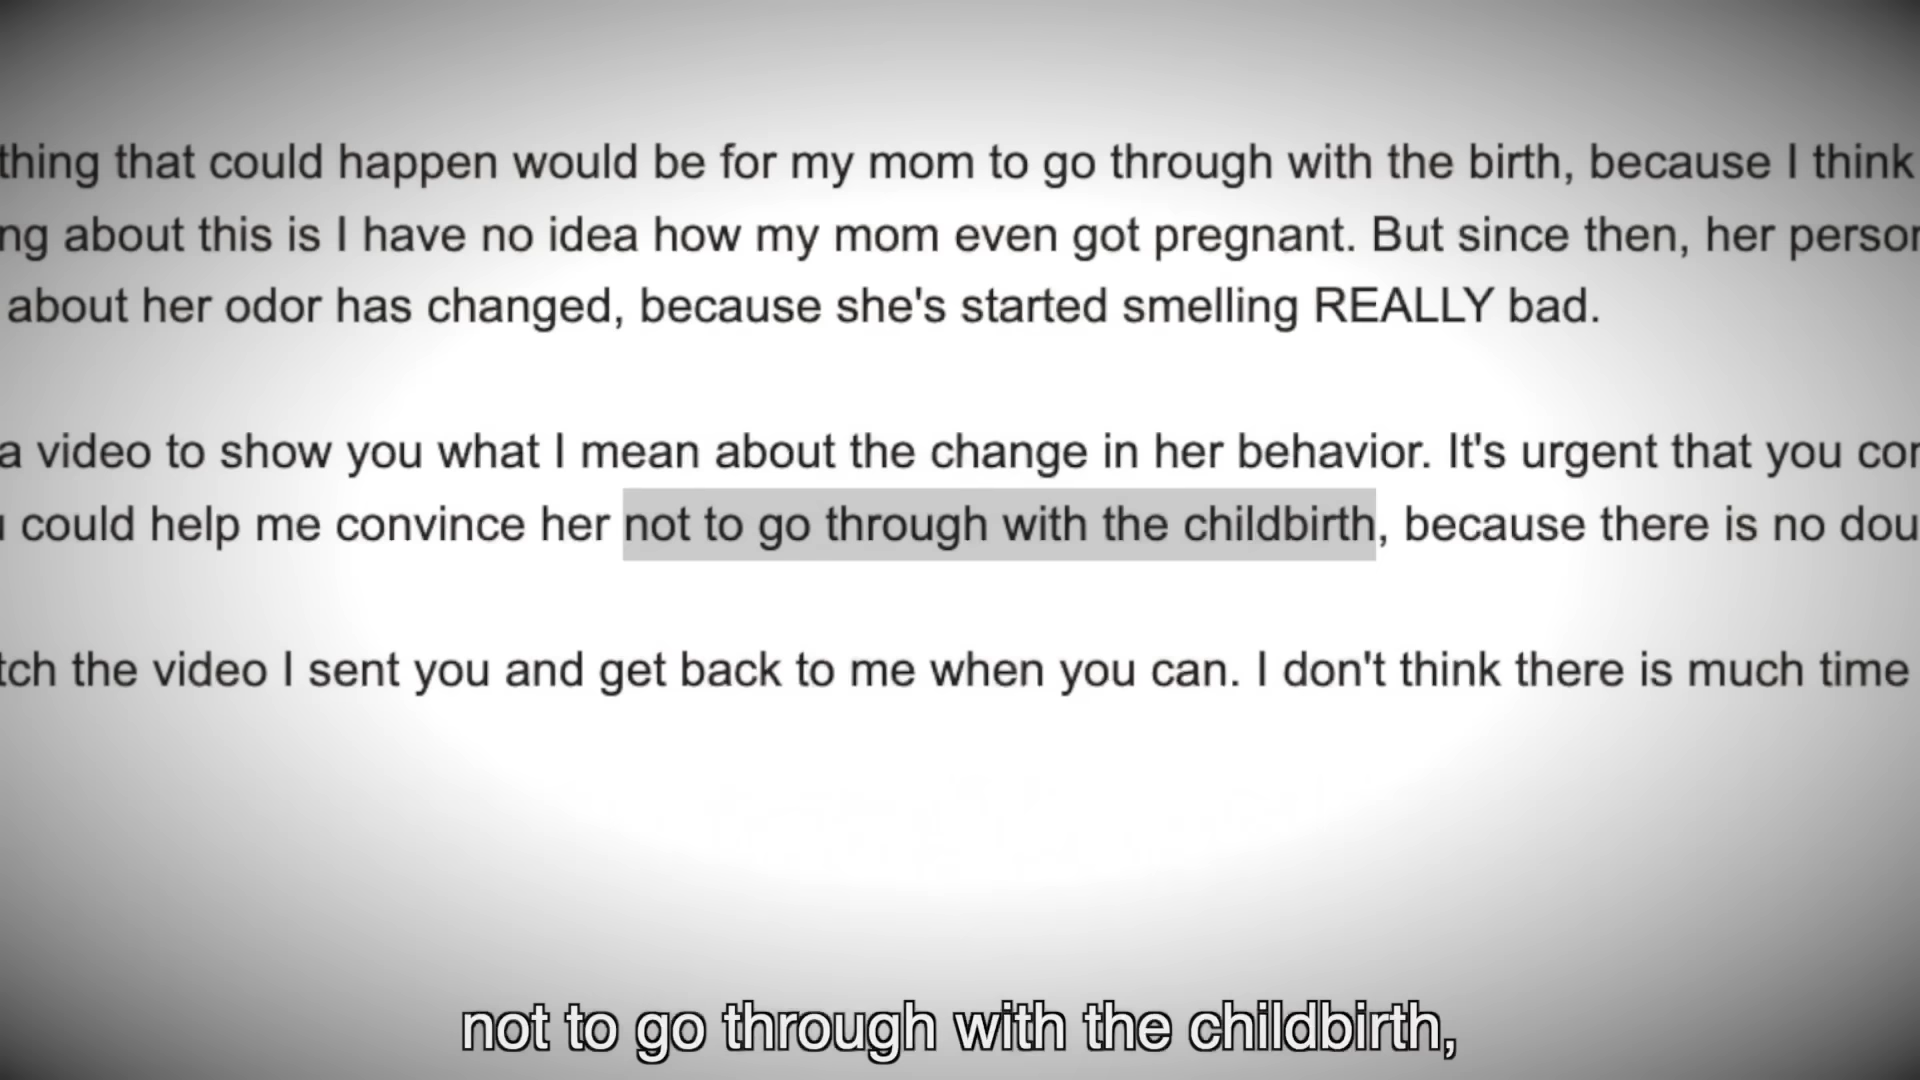 thing that could happen would be for my mom to go through with the birth, because I think
ng about this is I have no idea how my mom even got pregnant. But since then, her person
about her odor has changed, because she's started smelling REALLY bad.
a video to show you what I mean about the change in her behavior. It's urgent that you con
could help me convince her not to go through with the childbirth, because there is no dou
tch the video I sent you and get back to me when you can. I don't think there is much time
not to go through with the childbirth,